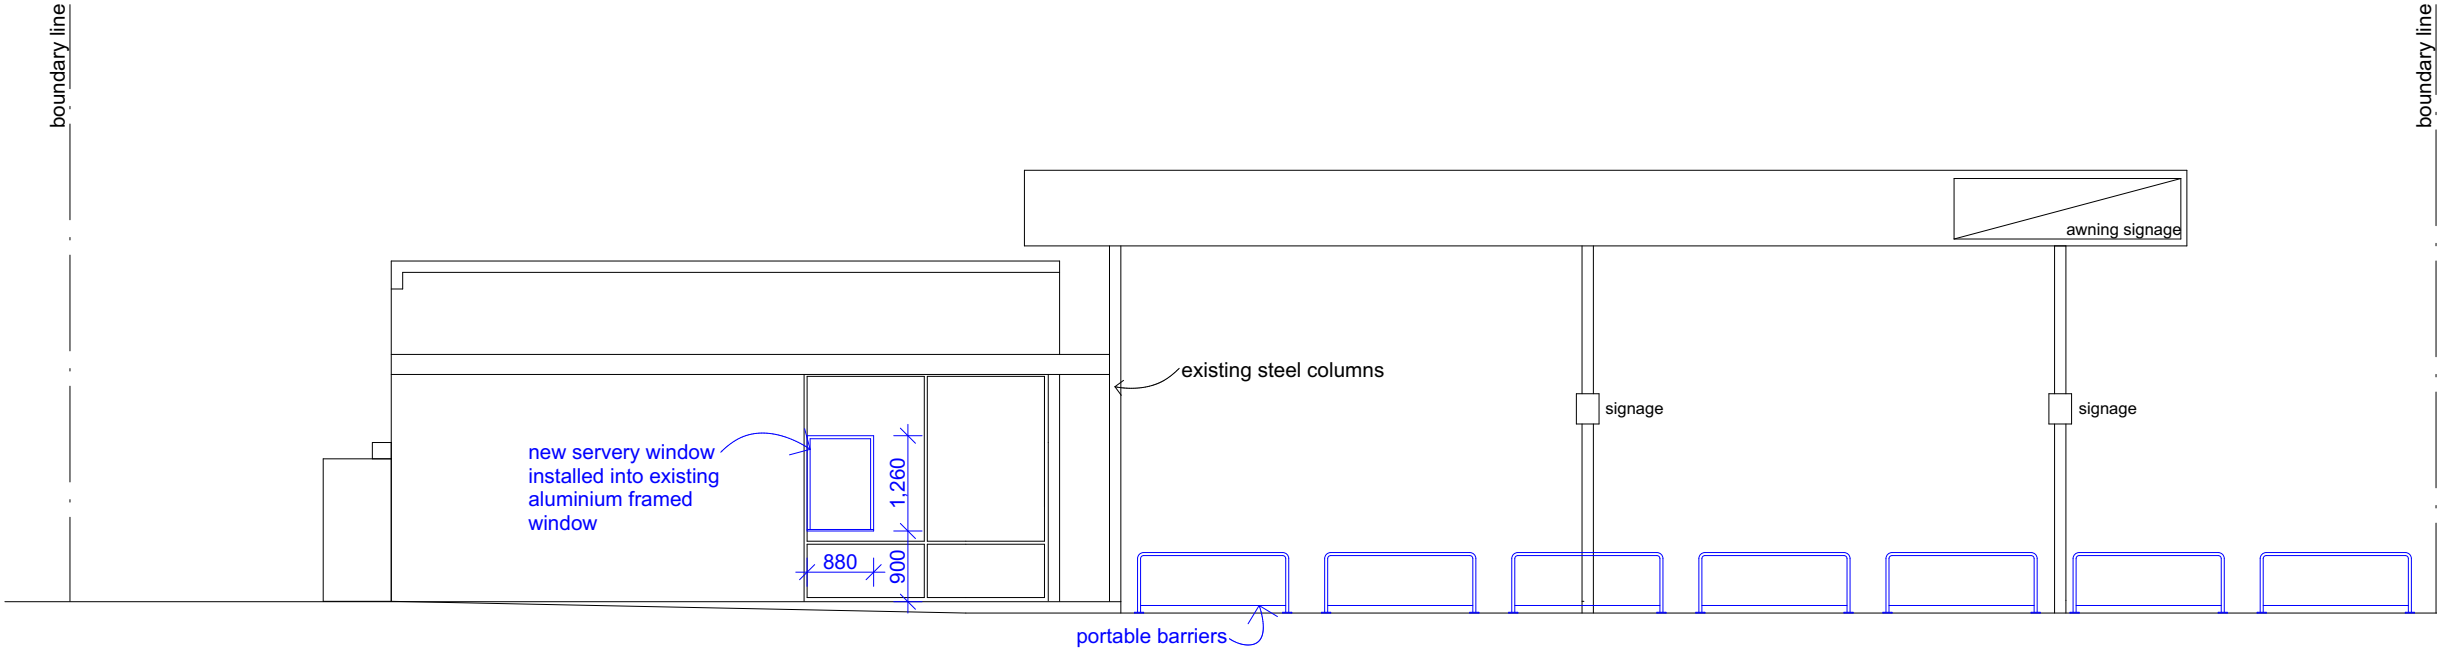 boundary line
boundary line
awning signage
existing steel columns
signage
signage
new servery window
installed into existing
aluminium framed
window
1,260
880
900
portable barriers